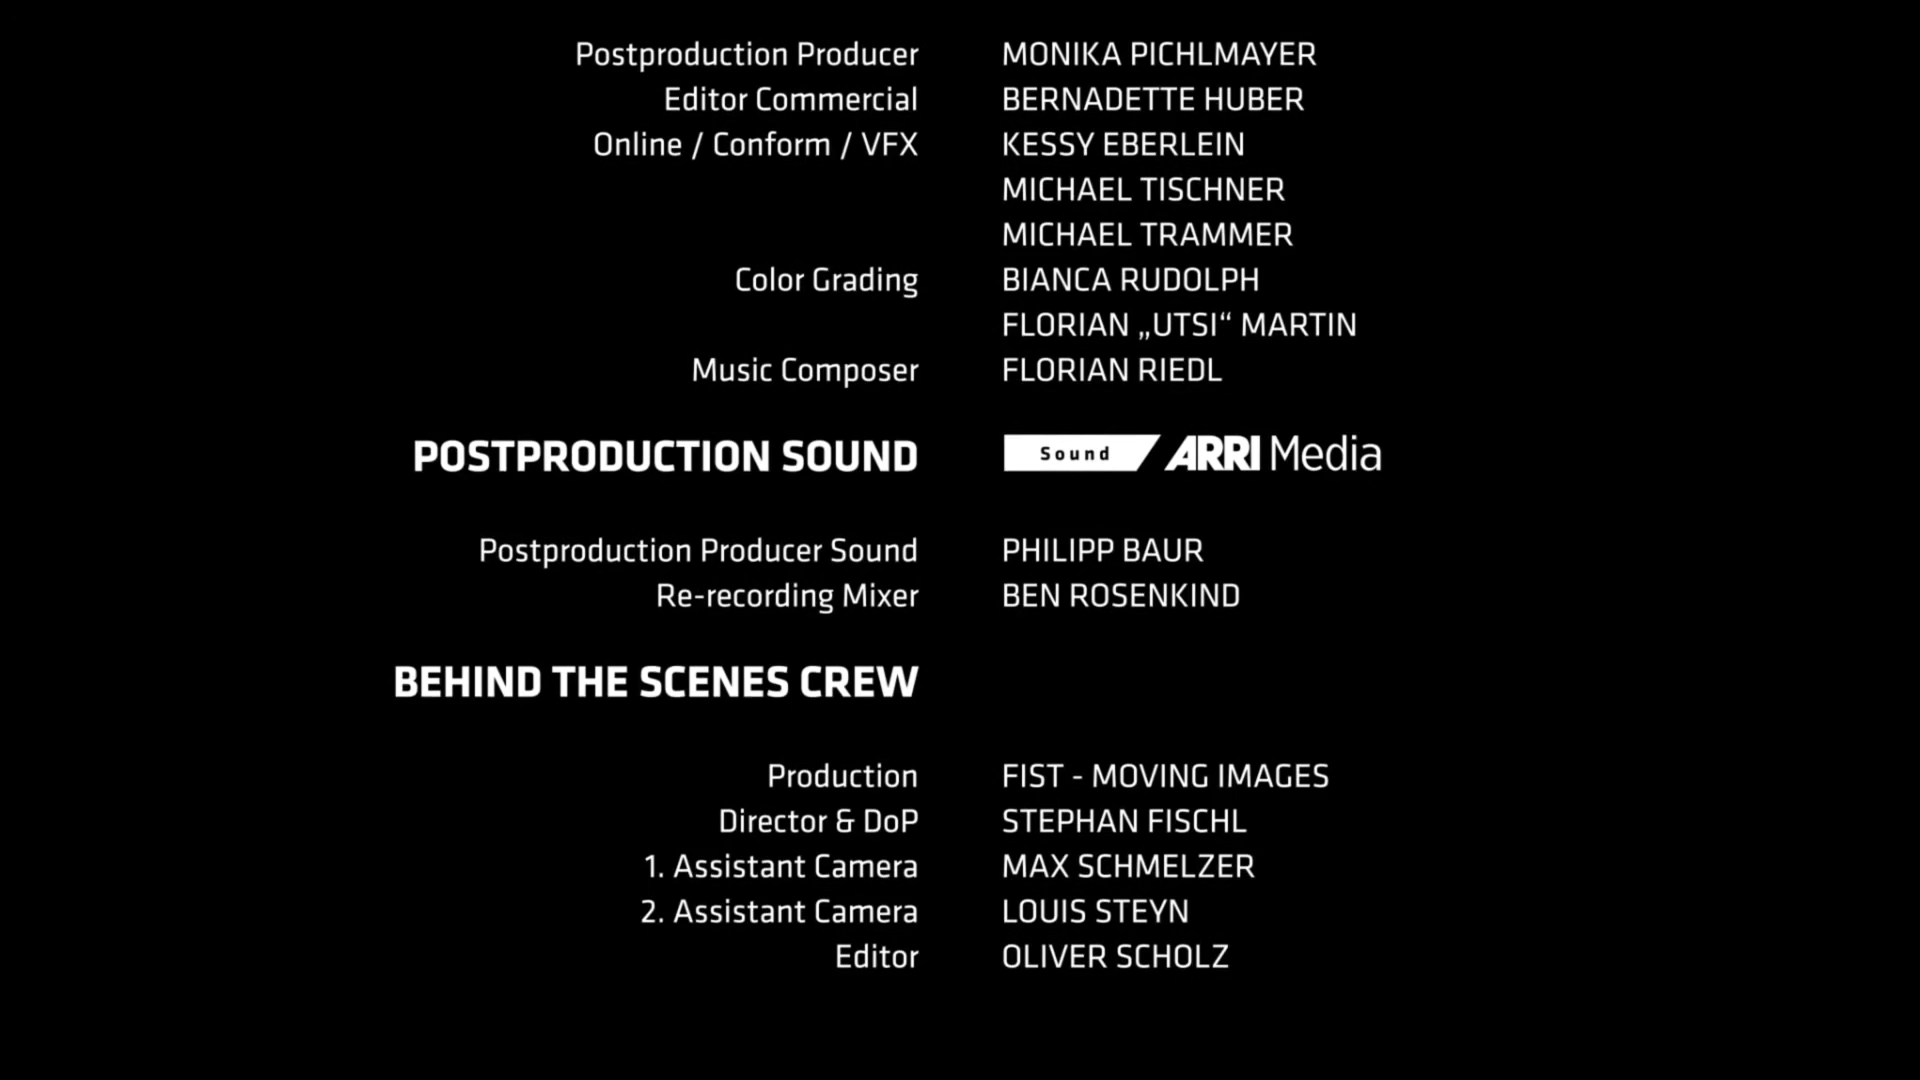 Postproduction Producer MONIKA PICHLMAYER
Editor Commercial BERNADETTE HUBER
Online / Conform / VFX KESSY EBERLEIN
MICHAEL TISCHNER
MICHAEL TRAMMER
Color Grading BIANCA RUDOLPH
FLORIAN „UTSI“ MARTIN
Music Composer FLORIAN RIEDL
POSTPRODUCTION SOUND Sound ARRI Media
Postproduction Producer Sound PHILIPP BAUR
Re-recording Mixer BEN ROSENKIND
BEHIND THE SCENES CREW
Production FIST - MOVING IMAGES
Director & DoP STEPHAN FISCHL
1. Assistant Camera MAX SCHMELZER
2. Assistant Camera LOUIS STEYN
Editor OLIVER SCHOLZ